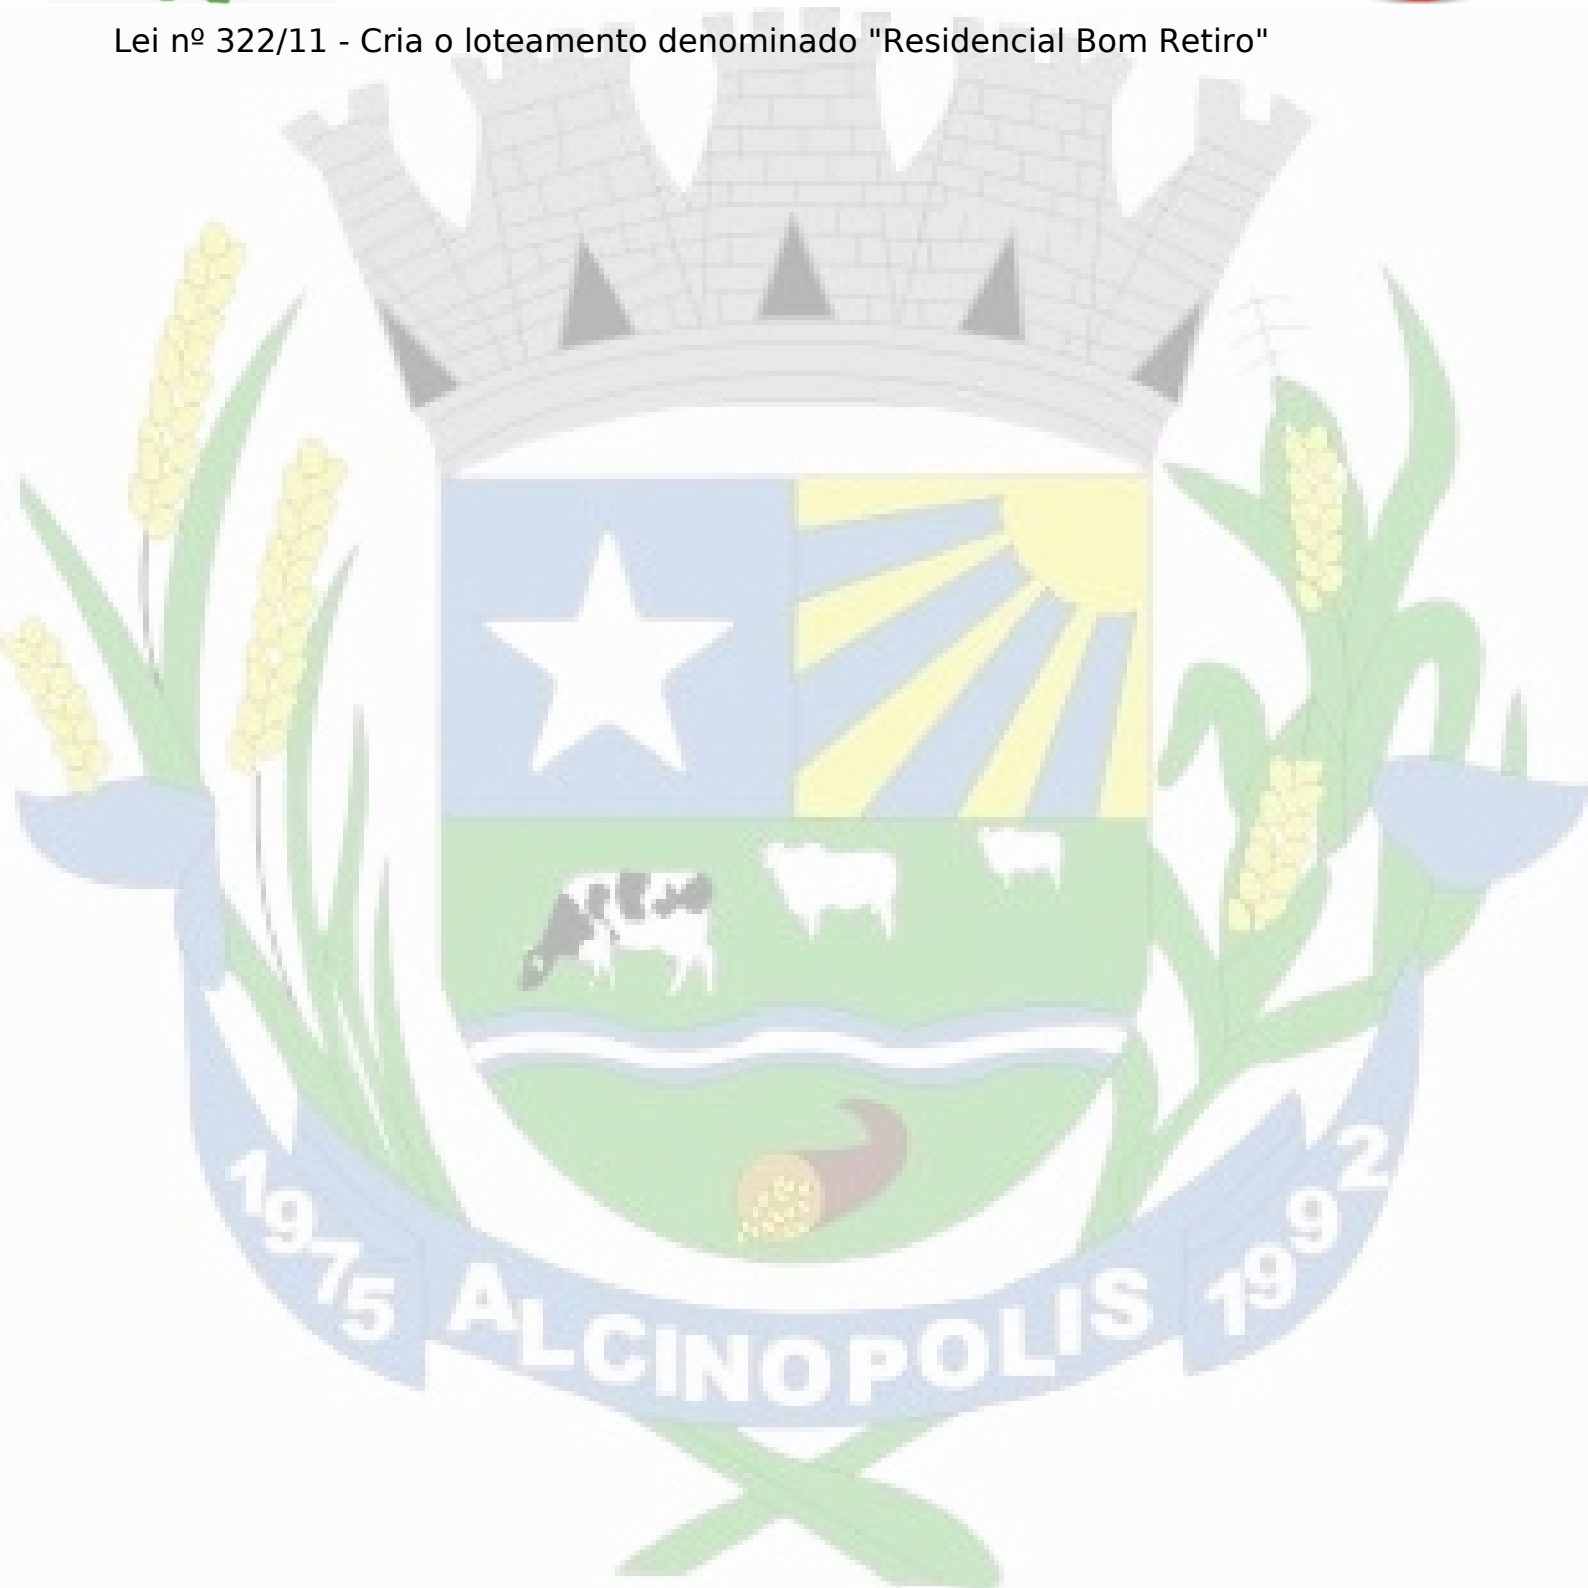 Lei nº 322/11 - Cria o loteamento denominado "Residencial Bom Retiro"
1975 ALCINOPOLIS 1992